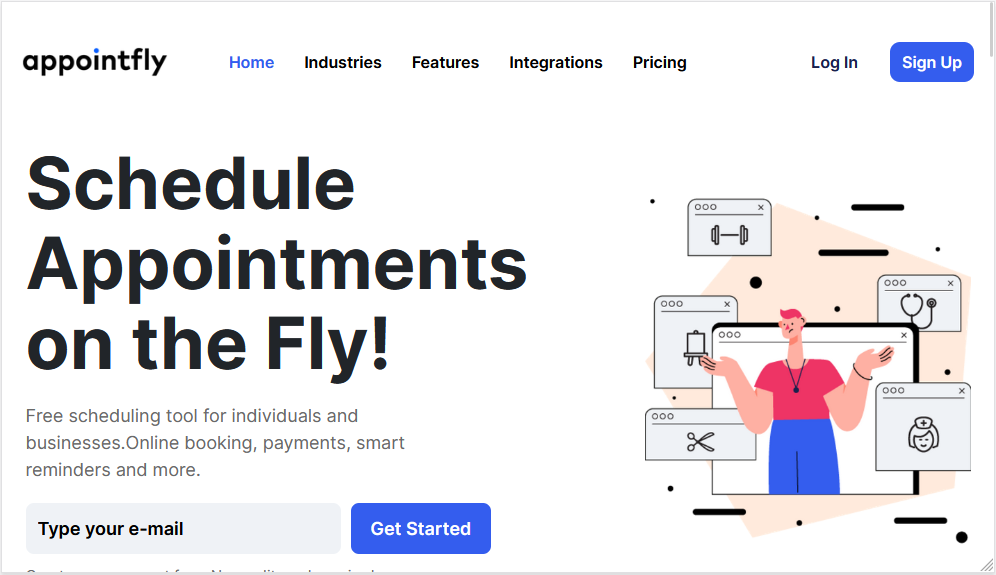 appointfly
Home
Industries
Features
Integrations
Pricing
Log In
Sign Up
Schedule
Appointments
on the Fly!
Free scheduling tool for individuals and
businesses.Online booking, payments, smart
reminders and more.
Type your e-mail
Get Started